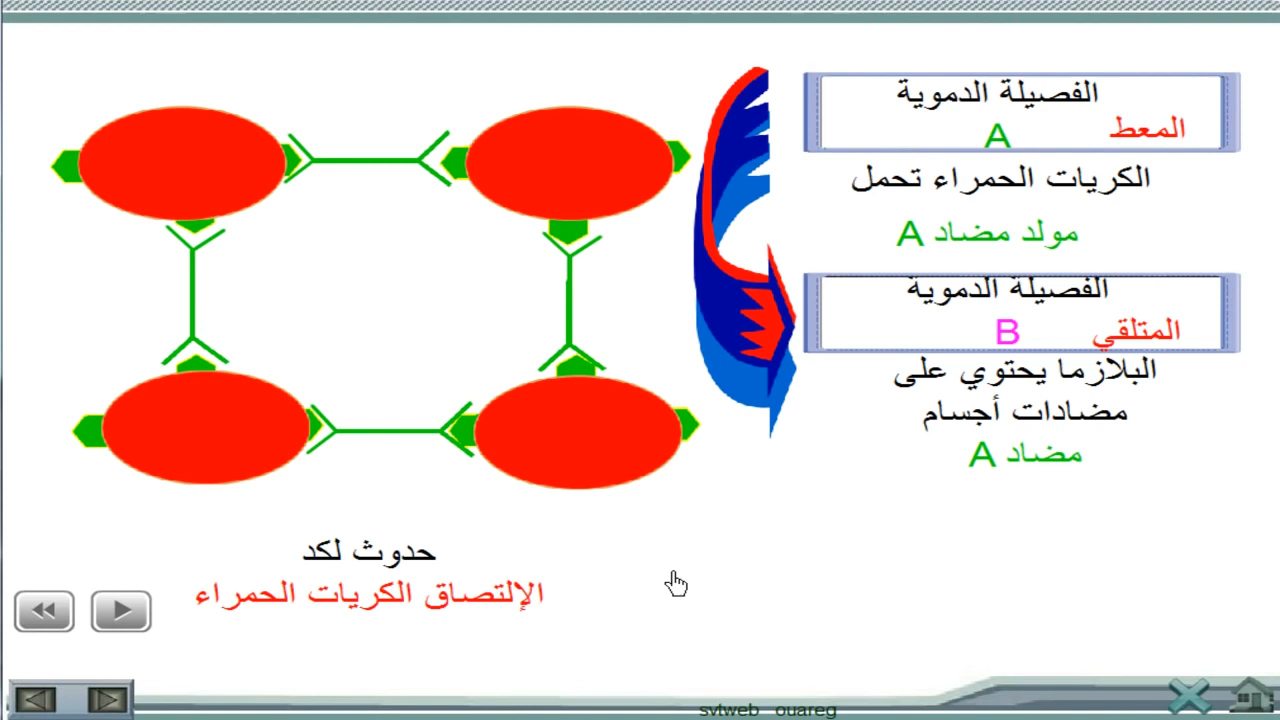 الفصيلة الدموية
المعط A
الكريات الحمراء تحمل
مولد مضاد A
الفصيلة الدموية
المتلقي B
البلازما يحتوي على
مضادات أجسام
مضاد A
حدوث لكد
الإلتصاق الكريات الحمراء
svtweb ouareg